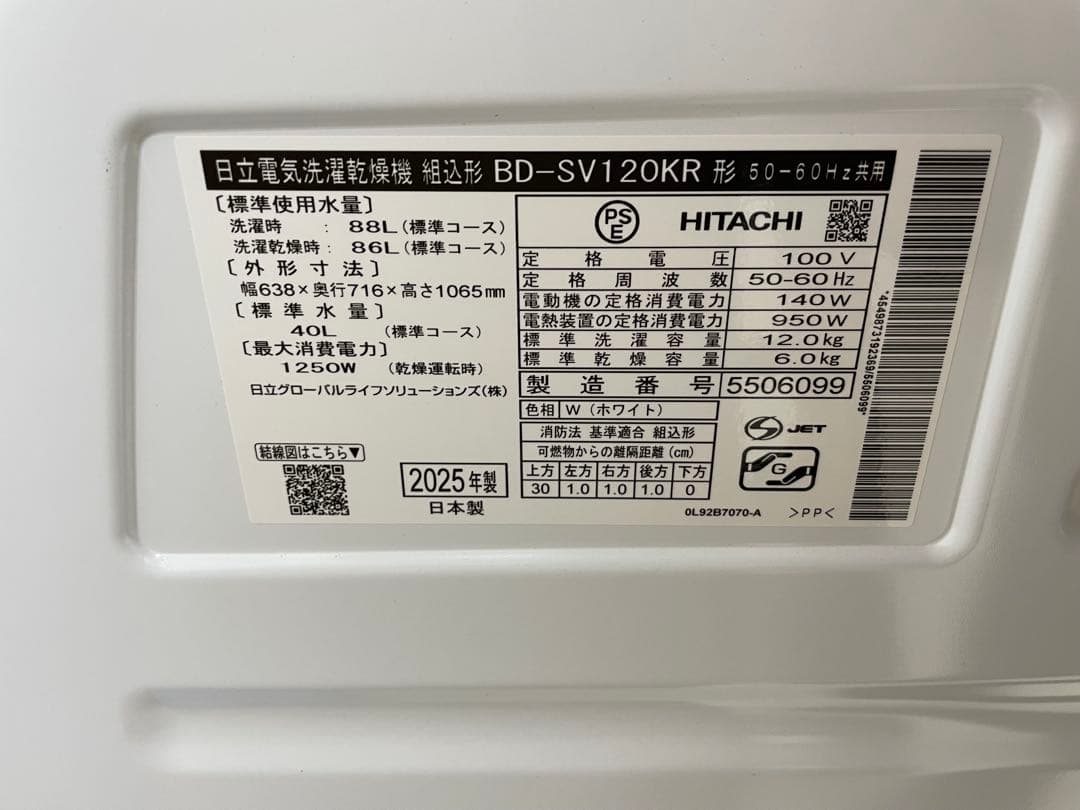 日立電気洗濯乾燥機 組込形 BD-SV120KR 形 50-60Hz共用
〔標準使用水量〕
洗濯時 : 88L(標準コース)
洗濯乾燥時 : 86L(標準コース)
〔外形寸法〕
幅638×奥行716×高さ1065mm
〔標準水量〕
40L (標準コース)
〔最大消費電力〕
1250W (乾燥運転時)
日立グローバルライフソリューションズ(株)
結線図はこちら▼
2025年製
日本製
PS
E
HITACHI
定格電圧 100V
定格周波数 50-60Hz
電動機の定格消費電力 140W
電熱装置の定格消費電力 950W
標準洗濯容量 12.0kg
標準乾燥容量 6.0kg
製造番号 5506099
色相 W(ホワイト)
消防法 基準適合 組込形
可燃物からの離隔距離(cm)
上方 左方 右方 後方 下方
30 1.0 1.0 1.0 0
S JET
G
0L92B7070-A >PP<
*4549873192369/5506099*